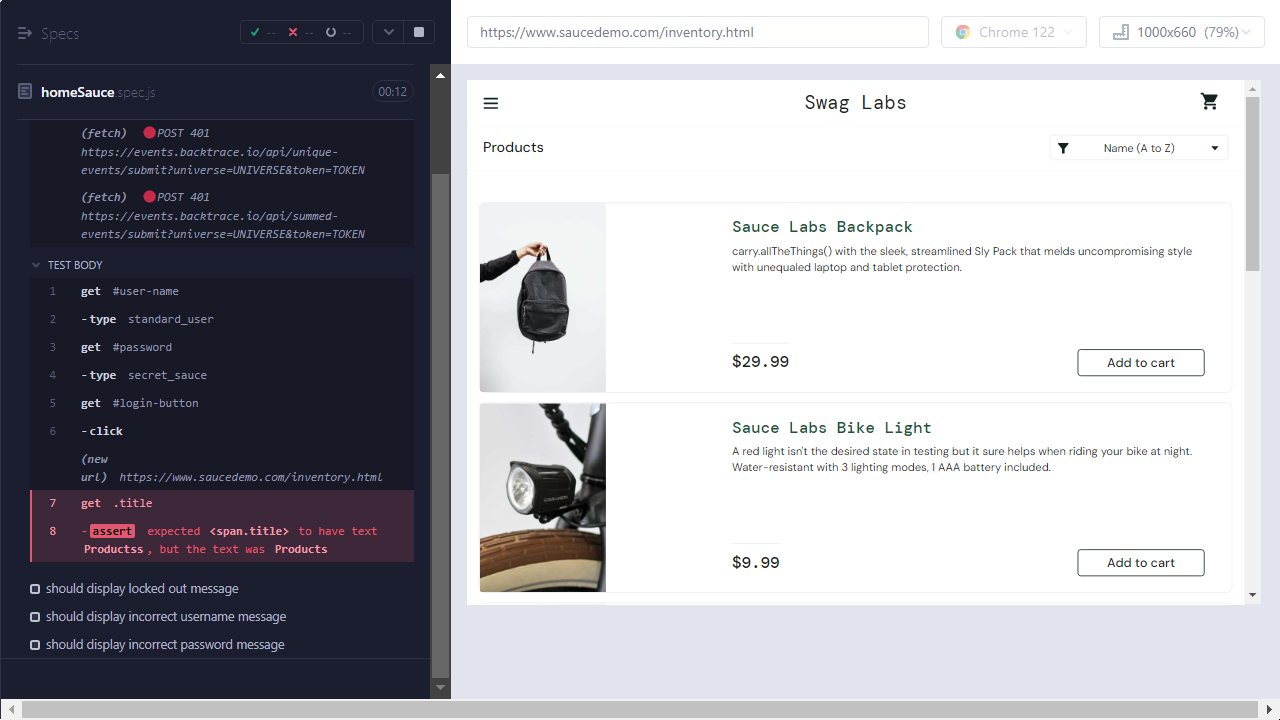 Specs
-- -- --
homeSauce.spec.js 00:12
(fetch) POST 401
https://events.backtrace.io/api/unique-
events/submit?universe=UNIVERSE&token=TOKEN
(fetch) POST 401
https://events.backtrace.io/api/summed-
events/submit?universe=UNIVERSE&token=TOKEN
TEST BODY
1 get #user-name
2 -type standard_user
3 get #password
4 -type secret_sauce
5 get #login-button
6 -click
(new
url) https://www.saucedemo.com/inventory.html
7 get .title
8 -assert expected <span.title> to have text
Productss, but the text was Products
should display locked out message
should display incorrect username message
should display incorrect password message
https://www.saucedemo.com/inventory.html
Chrome 122
1000x660 (79%)
Swag Labs
Products
Name (A to Z)
Sauce Labs Backpack
carry.allTheThings() with the sleek, streamlined Sly Pack that melds uncompromising style
with unequaled laptop and tablet protection.
$29.99
Add to cart
Sauce Labs Bike Light
A red light isn't the desired state in testing but it sure helps when riding your bike at night.
Water-resistant with 3 lighting modes, 1 AAA battery included.
$9.99
Add to cart